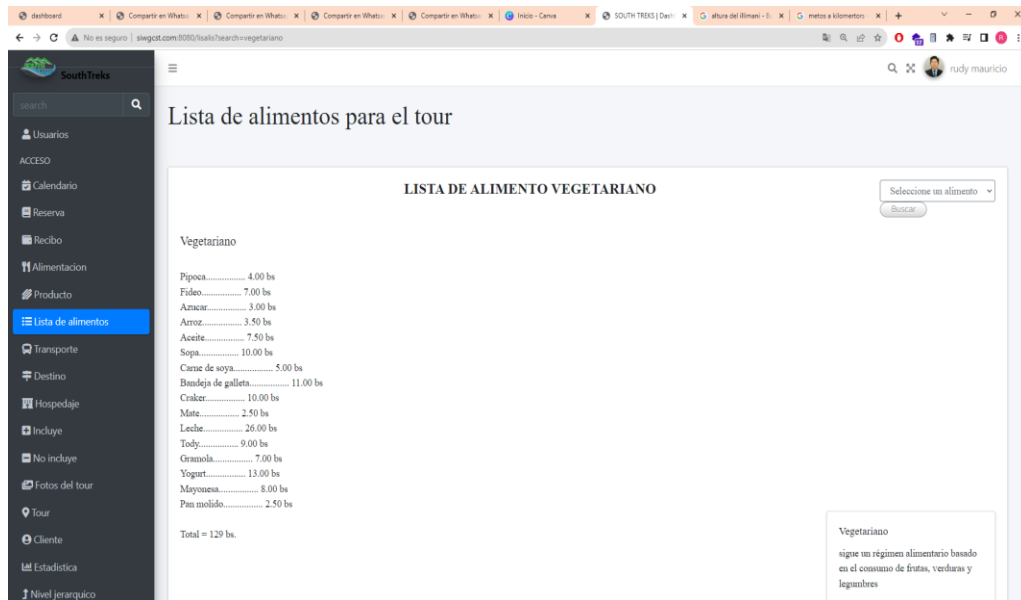 dashboard
Compartir en Whats
Compartir en Whats
Compartir en Whats
Compartir en Whats
Inicio - Canva
SOUTH TREKS | Dash
altura del illimani - B
metos a kilometors
No es seguro | siwgcst.com:8080/lisalis?search=vegetariano
SouthTreks
rudy mauricio
search
Usuarios
ACCESO
Calendario
Reserva
Recibo
Alimentacion
Producto
Lista de alimentos
Transporte
Destino
Hospedaje
Incluye
No incluye
Fotos del tour
Tour
Cliente
Estadistica
Nivel jerarquico
Lista de alimentos para el tour
LISTA DE ALIMENTO VEGETARIANO
Seleccione un alimento
Buscar
Vegetariano
Pipoca................. 4.00 bs
Fideo................. 7.00 bs
Azucar................. 3.00 bs
Arroz................. 3.50 bs
Aceite................. 7.50 bs
Sopa................. 10.00 bs
Carne de soya................. 5.00 bs
Bandeja de galleta................. 11.00 bs
Craker................. 10.00 bs
Mate................. 2.50 bs
Leche................. 26.00 bs
Tody................. 9.00 bs
Gramola................. 7.00 bs
Yogurt................. 13.00 bs
Mayonesa................. 8.00 bs
Pan molido................. 2.50 bs
Total = 129 bs.
Vegetariano
sigue un régimen alimentario basado
en el consumo de frutas, verduras y
legumbres